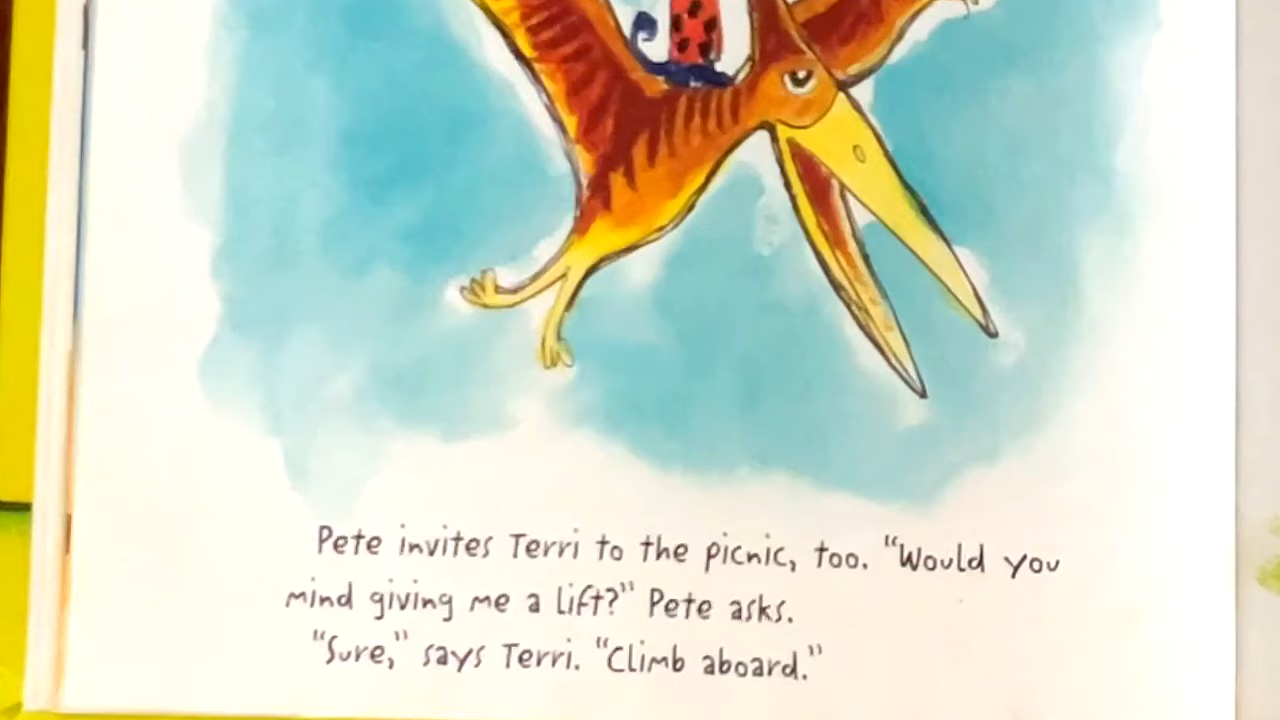 Pete invites Terri to the picnic, too. “Would you
mind giving me a lift?” Pete asks.
“Sure,” says Terri. “Climb aboard.”